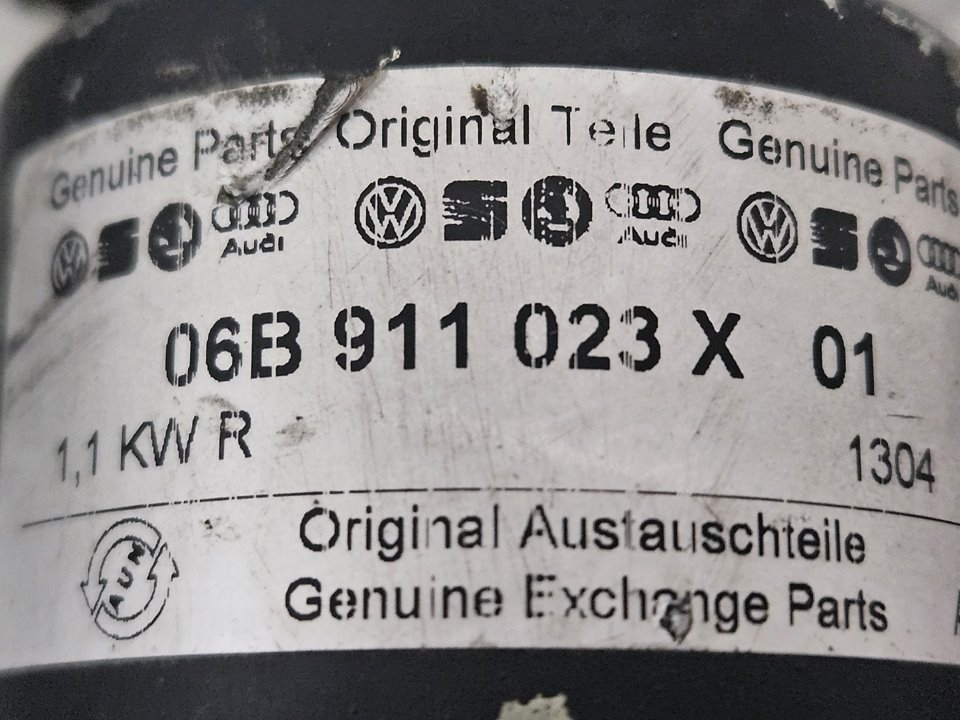 Genuine Parts Original Teile Genuine Parts
Audi Audi Audi
06B 911 023 X 01
1,1 KW R 1304
Original Austauschteile
Genuine Exchange Parts